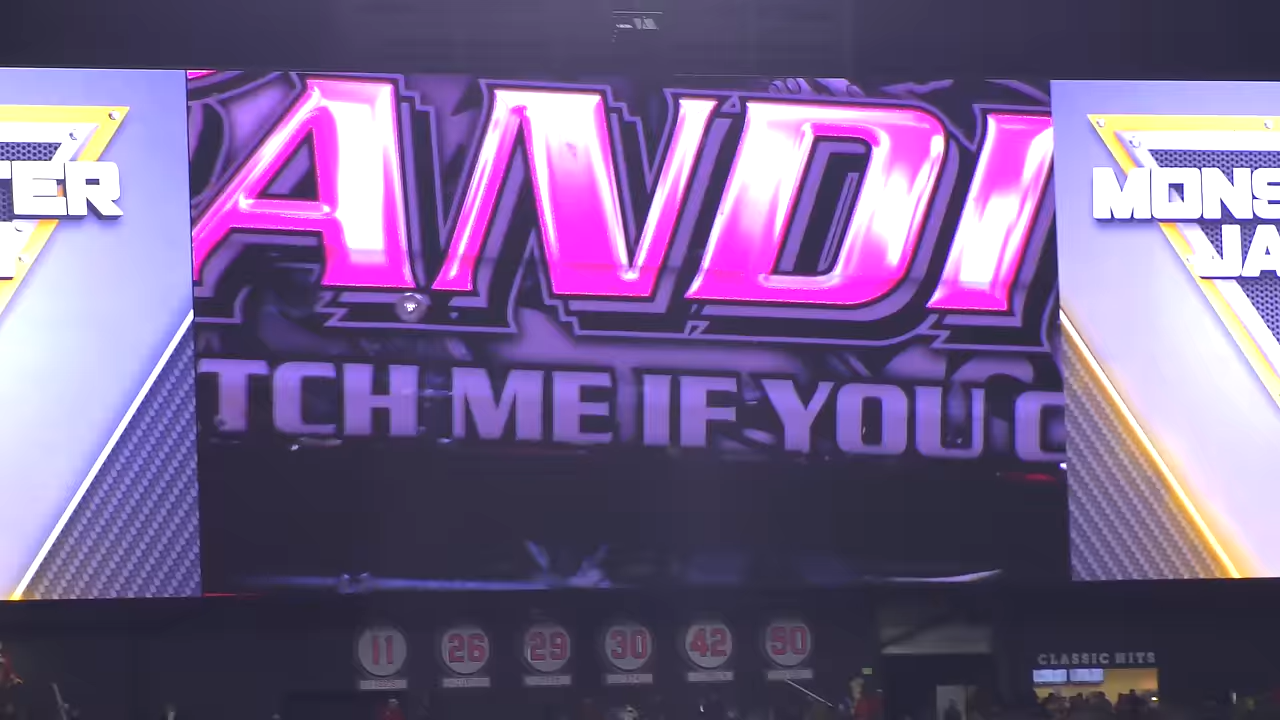 TER
ANDI
MONS
JA
TCH ME IF YOU C
11 26 29 30 42 50
CLASSIC HITS